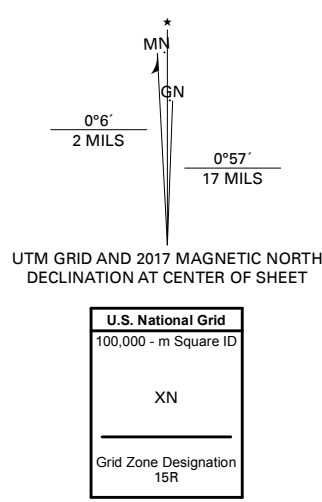 ★
MN
GN
0°6´
2 MILS
0°57´
17 MILS
UTM GRID AND 2017 MAGNETIC NORTH
DECLINATION AT CENTER OF SHEET
U.S. National Grid
100,000 - m Square ID
XN
Grid Zone Designation
15R